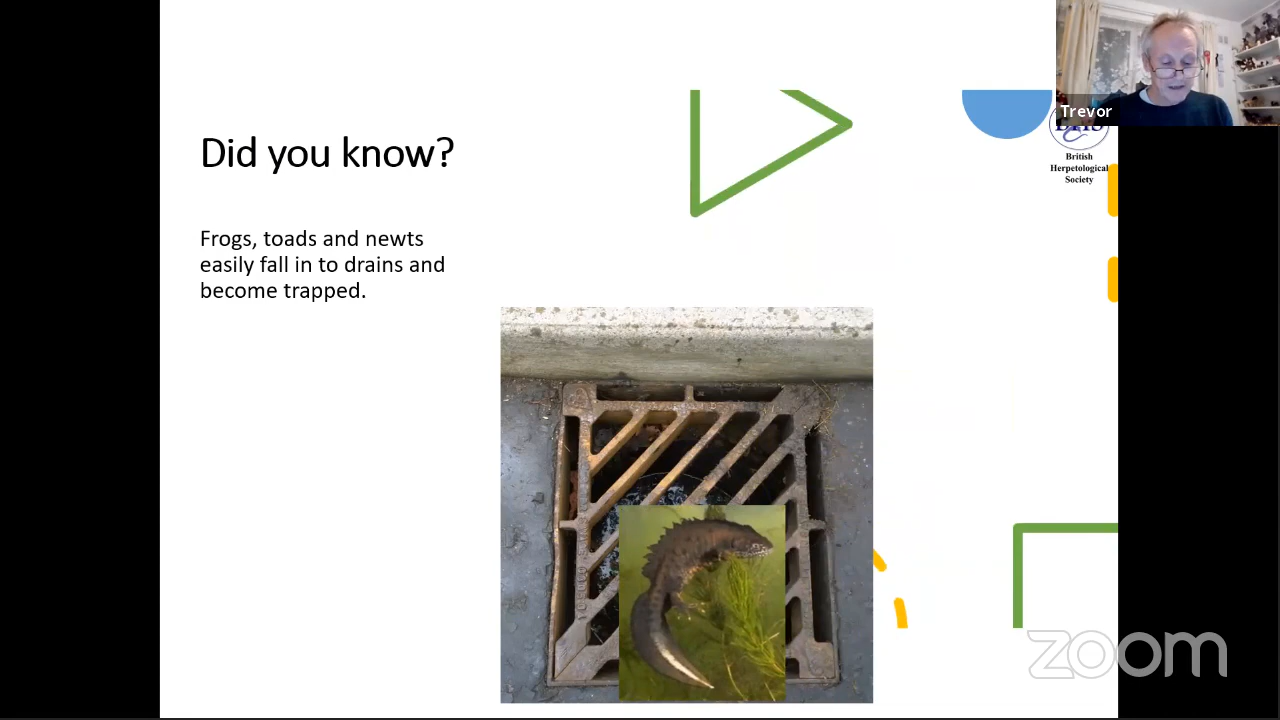 Trevor
Did you know?
British
Herpetological
Society
Frogs, toads and newts
easily fall in to drains and
become trapped.
zoom